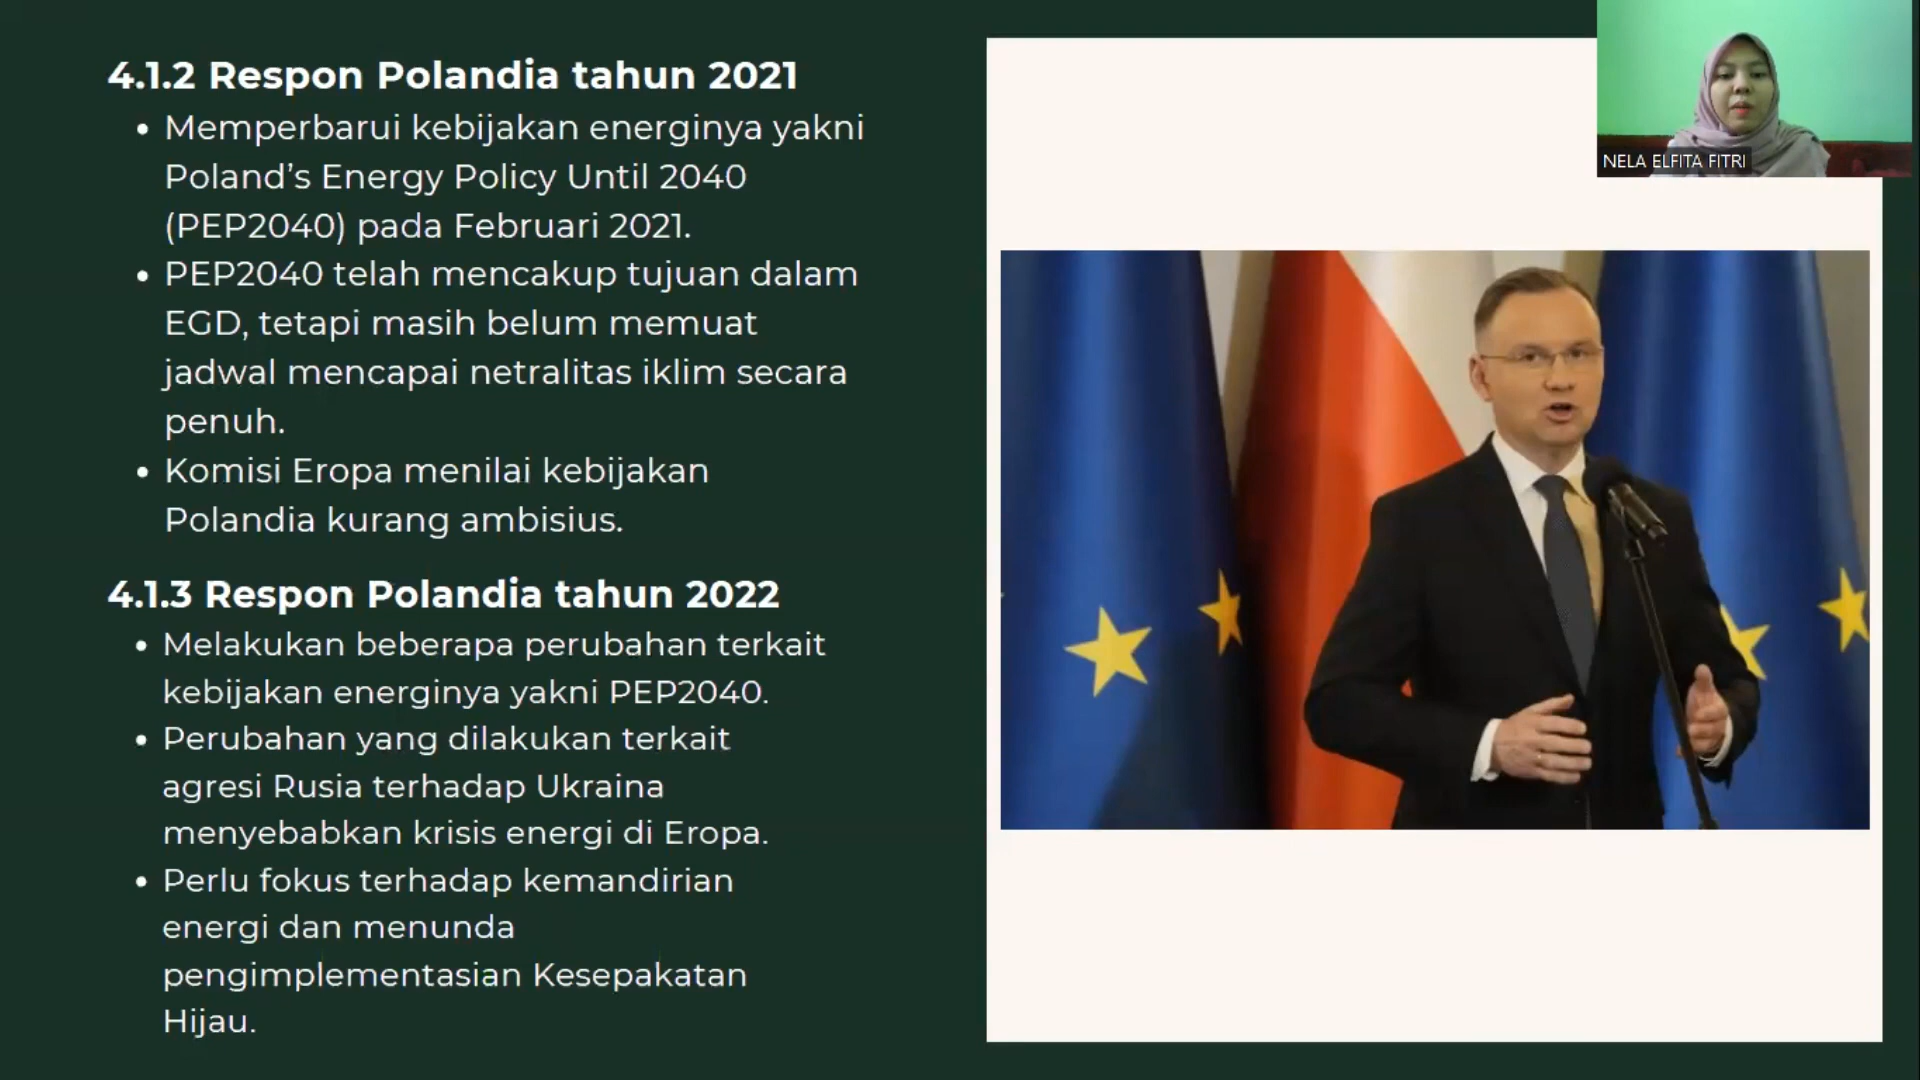 4.1.2 Respon Polandia tahun 2021
• Memperbarui kebijakan energinya yakni
Poland’s Energy Policy Until 2040
(PEP2040) pada Februari 2021.
• PEP2040 telah mencakup tujuan dalam
EGD, tetapi masih belum memuat
jadwal mencapai netralitas iklim secara
penuh.
• Komisi Eropa menilai kebijakan
Polandia kurang ambisius.
4.1.3 Respon Polandia tahun 2022
• Melakukan beberapa perubahan terkait
kebijakan energinya yakni PEP2040.
• Perubahan yang dilakukan terkait
agresi Rusia terhadap Ukraina
menyebabkan krisis energi di Eropa.
• Perlu fokus terhadap kemandirian
energi dan menunda
pengimplementasian Kesepakatan
Hijau.
NELA ELFITA FITRI